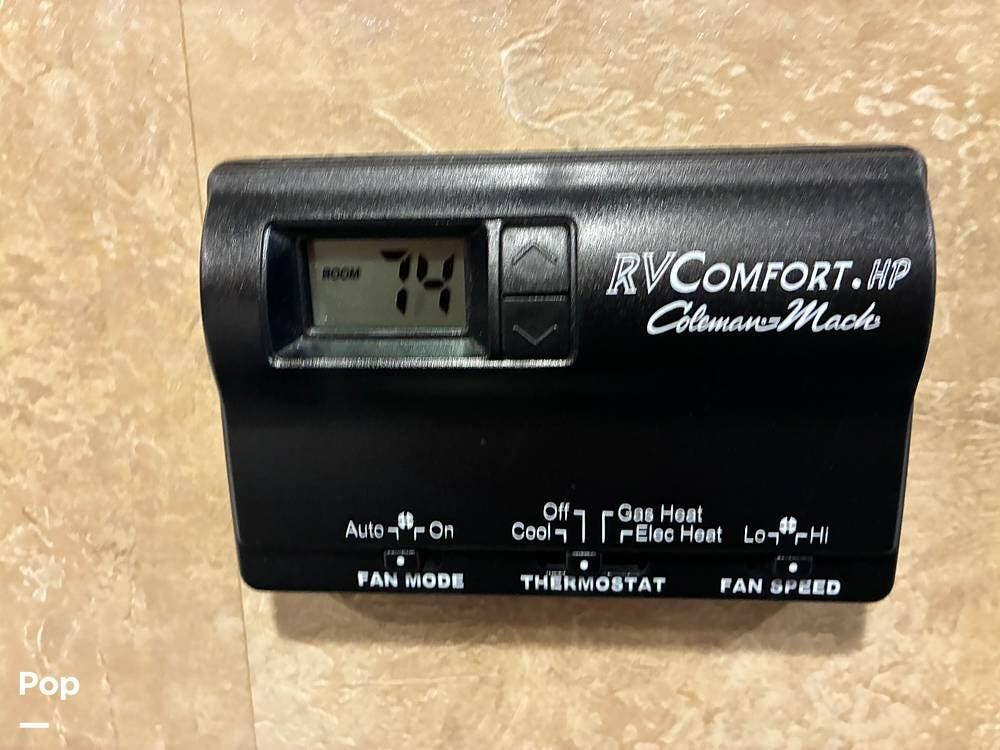 ROOM 74
RVCOMFORT.HP
Coleman-Mach
Off Gas Heat
Auto On Cool Elec Heat Lo Hi
FAN MODE THERMOSTAT FAN SPEED
Pop